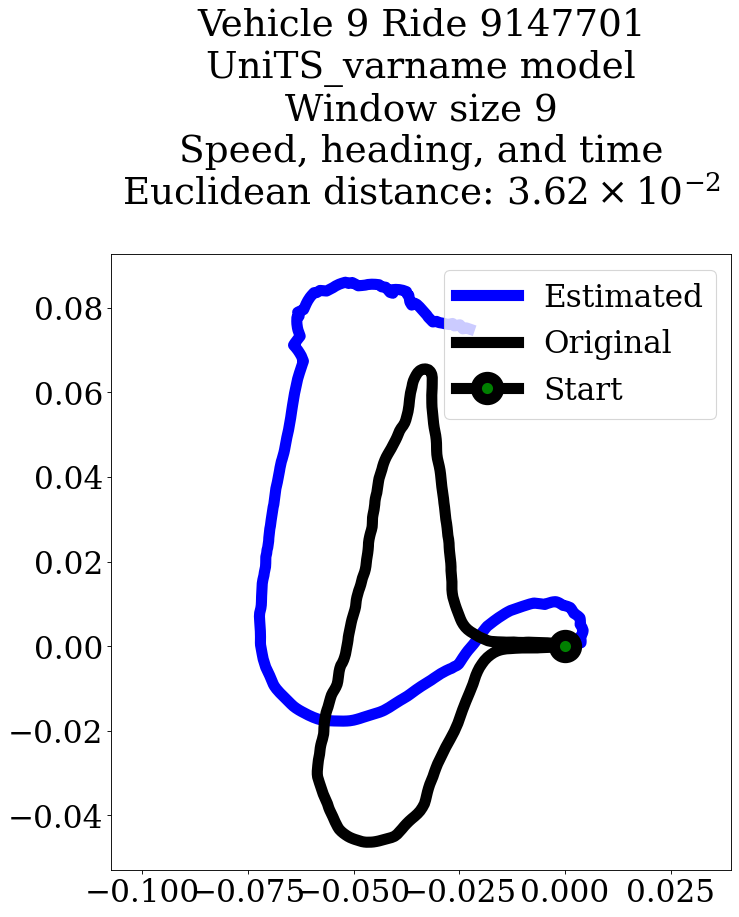 Vehicle 9 Ride 9147701
UniTS_varname model
Window size 9
Speed, heading, and time
Euclidean distance: 3.62 × 10⁻²
Estimated
Original
Start
0.08
0.06
0.04
0.02
0.00
−0.02
−0.04
−0.100 −0.075 −0.050 −0.025 0.000 0.025